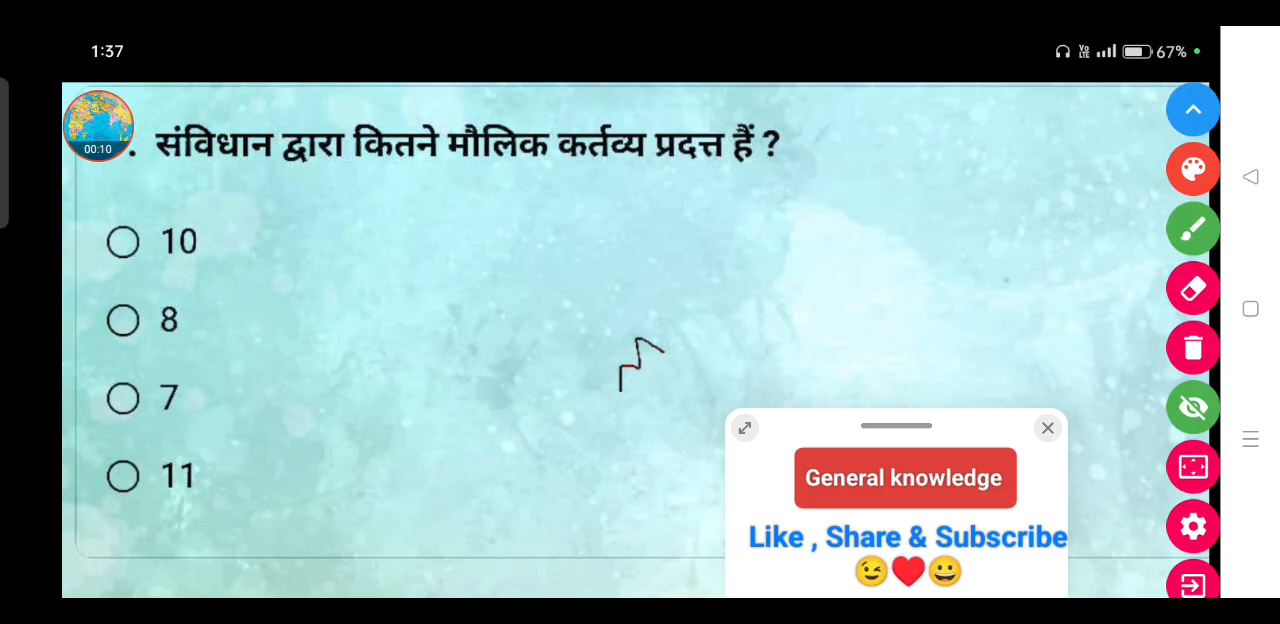 1:37
67%
00:10
. संविधान द्वारा कितने मौलिक कर्तव्य प्रदत्त हैं ?
10
8
7
11
General knowledge
Like , Share & Subscribe
😉❤️😀